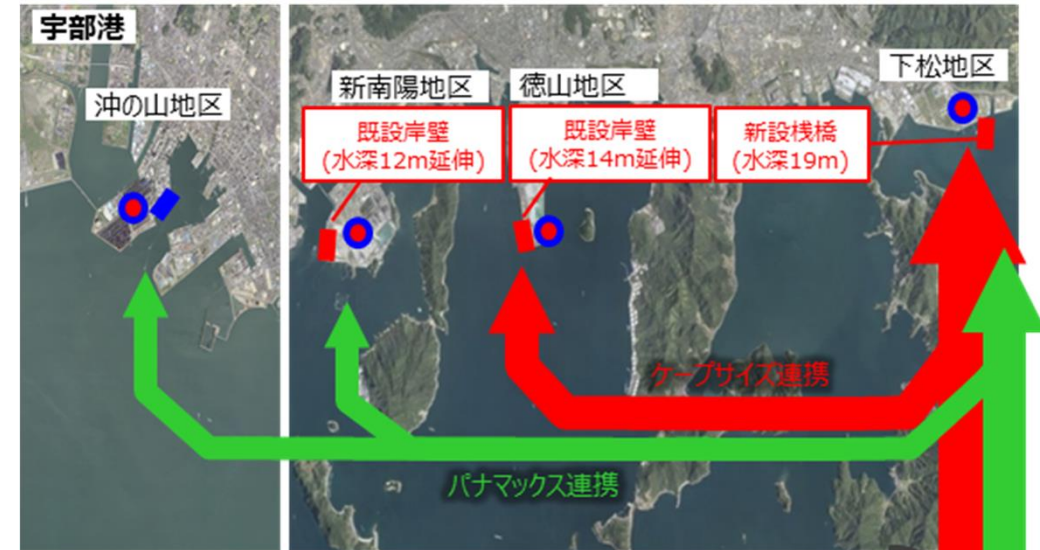 宇部港
沖の山地区
新南陽地区
既設岸壁
(水深12m延伸)
徳山地区
既設岸壁
(水深14m延伸)
下松地区
新設桟橋
(水深19m)
ケープサイズ連携
パナマックス連携